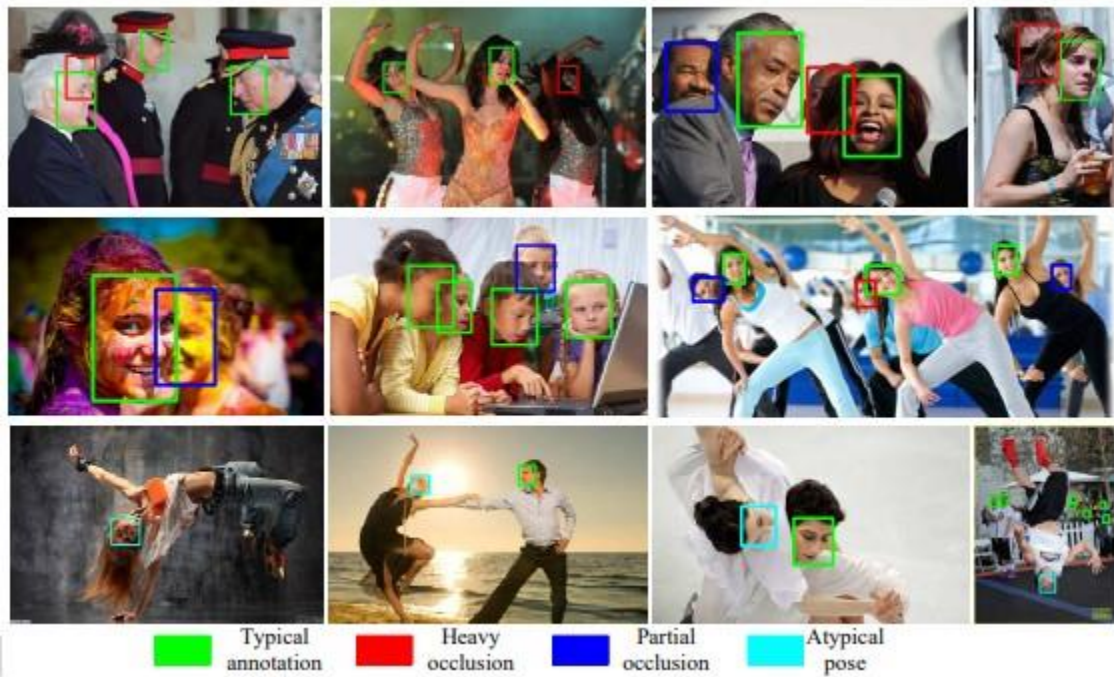 Typical
annotation
Heavy
occlusion
Partial
occlusion
Atypical
pose